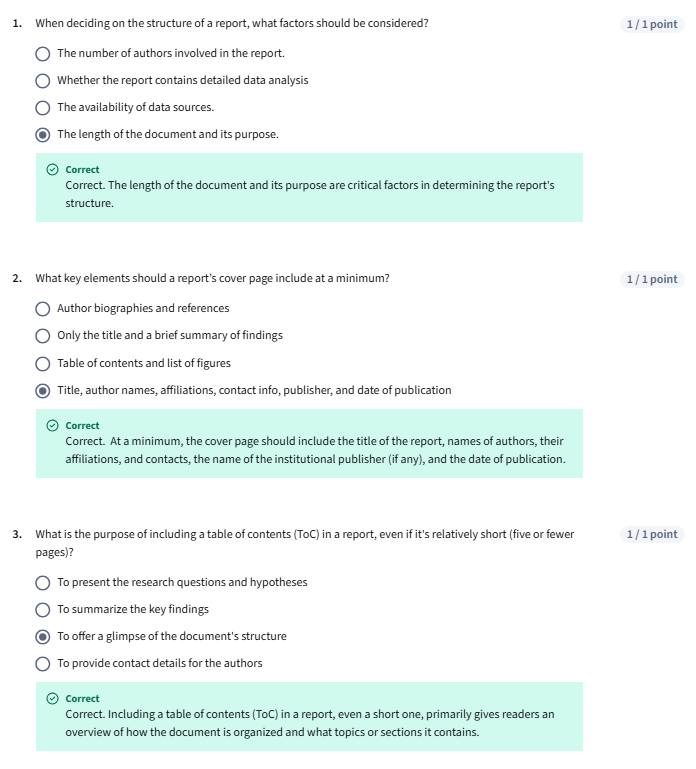 1. When deciding on the structure of a report, what factors should be considered? 1 / 1 point
The number of authors involved in the report.
Whether the report contains detailed data analysis
The availability of data sources.
The length of the document and its purpose.
Correct
Correct. The length of the document and its purpose are critical factors in determining the report's
structure.
2. What key elements should a report's cover page include at a minimum? 1 / 1 point
Author biographies and references
Only the title and a brief summary of findings
Table of contents and list of figures
Title, author names, affiliations, contact info, publisher, and date of publication
Correct
Correct. At a minimum, the cover page should include the title of the report, names of authors, their
affiliations, and contacts, the name of the institutional publisher (if any), and the date of publication.
3. What is the purpose of including a table of contents (ToC) in a report, even if it's relatively short (five or fewer 1 / 1 point
pages)?
To present the research questions and hypotheses
To summarize the key findings
To offer a glimpse of the document's structure
To provide contact details for the authors
Correct
Correct. Including a table of contents (ToC) in a report, even a short one, primarily gives readers an
overview of how the document is organized and what topics or sections it contains.